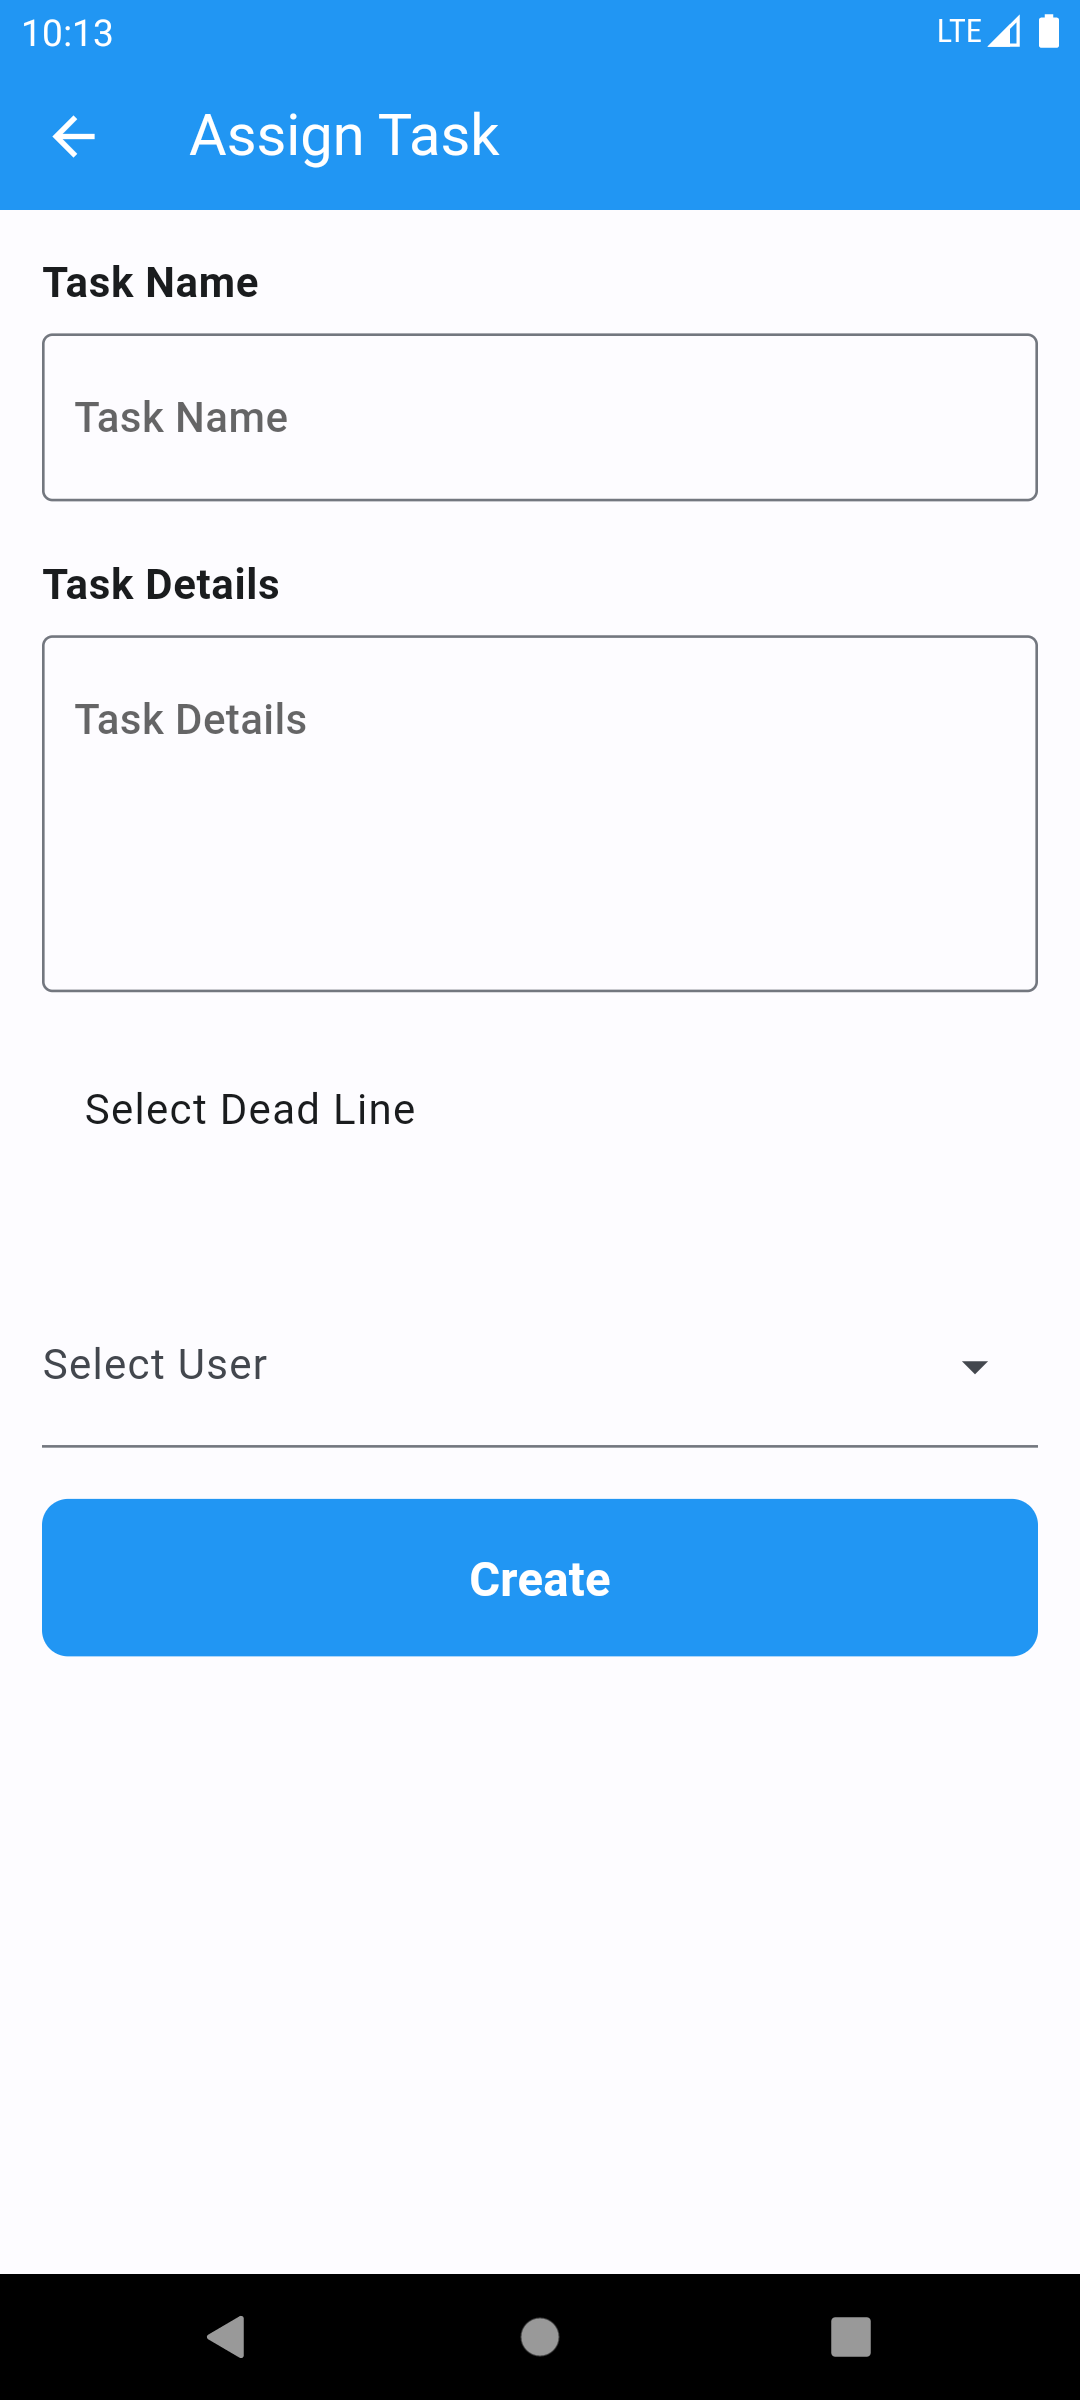 10:13
LTE
Assign Task
Task Name
Task Name
Task Details
Task Details
Select Dead Line
Select User
Create